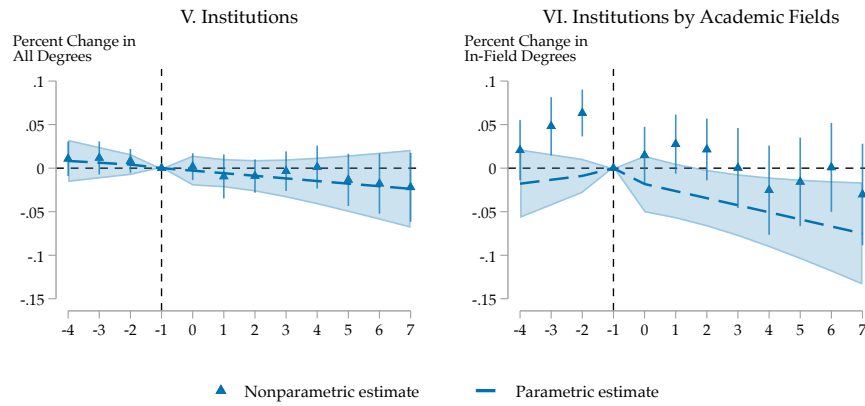 V. Institutions
Percent Change in
All Degrees
.1
.05
0
-.05
-.1
-.15
-4 -3 -2 -1 0 1 2 3 4 5 6 7
VI. Institutions by Academic Fields
Percent Change in
In-Field Degrees
.1
.05
0
-.05
-.1
-.15
-4 -3 -2 -1 0 1 2 3 4 5 6 7
Nonparametric estimate
Parametric estimate